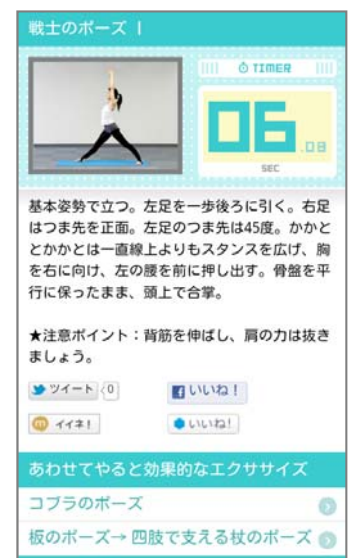 戦士のポーズ I
TIMER
06.08
SEC
基本姿勢で立つ。左足を一歩後ろに引く。右足
はつま先を正面。左足のつま先は45度。かかと
とかかとは一直線上よりもスタンスを広げ、胸
を右に向け、左の腰を前に押し出す。骨盤を平
行に保ったまま、頭上で合掌。
★注意ポイント：背筋を伸ばし、肩の力は抜き
ましょう。
ツイート 0 いいね！
イイネ! いいね!
あわせてやると効果的なエクササイズ
コブラのポーズ
板のポーズ→ 四肢で支える杖のポーズ